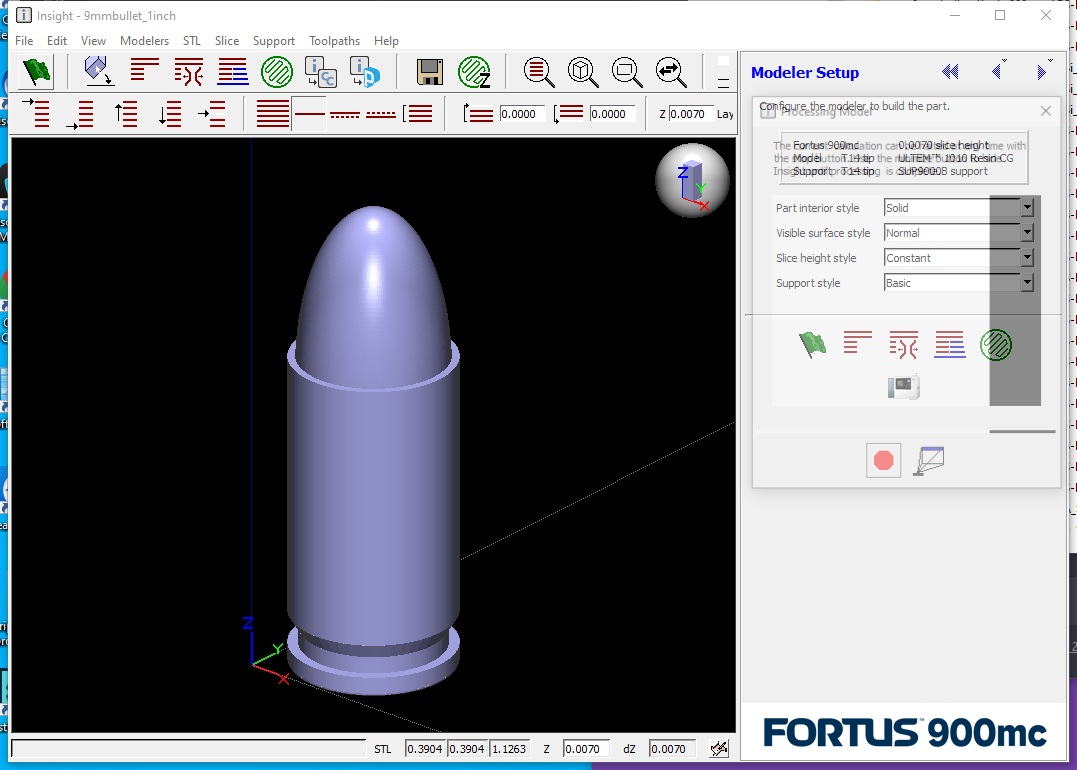 Insight - 9mmbullet_1inch
File Edit View Modelers STL Slice Support Toolpaths Help
0.0000
0.0000
Z 0.0070 Lay
Modeler Setup
Configure the modeler to build the part.
Processing Model
Fortus 900mc 0.0070 slice height
Model T14 tip ULTEM™ 1010 Resin CG
Support T14 tip SUP9000B support
Part interior style Solid
Visible surface style Normal
Slice height style Constant
Support style Basic
Z
Y
X
Z
Y
X
STL 0.3904 0.3904 1.1263 Z 0.0070 dZ 0.0070
FORTUS™ 900mc